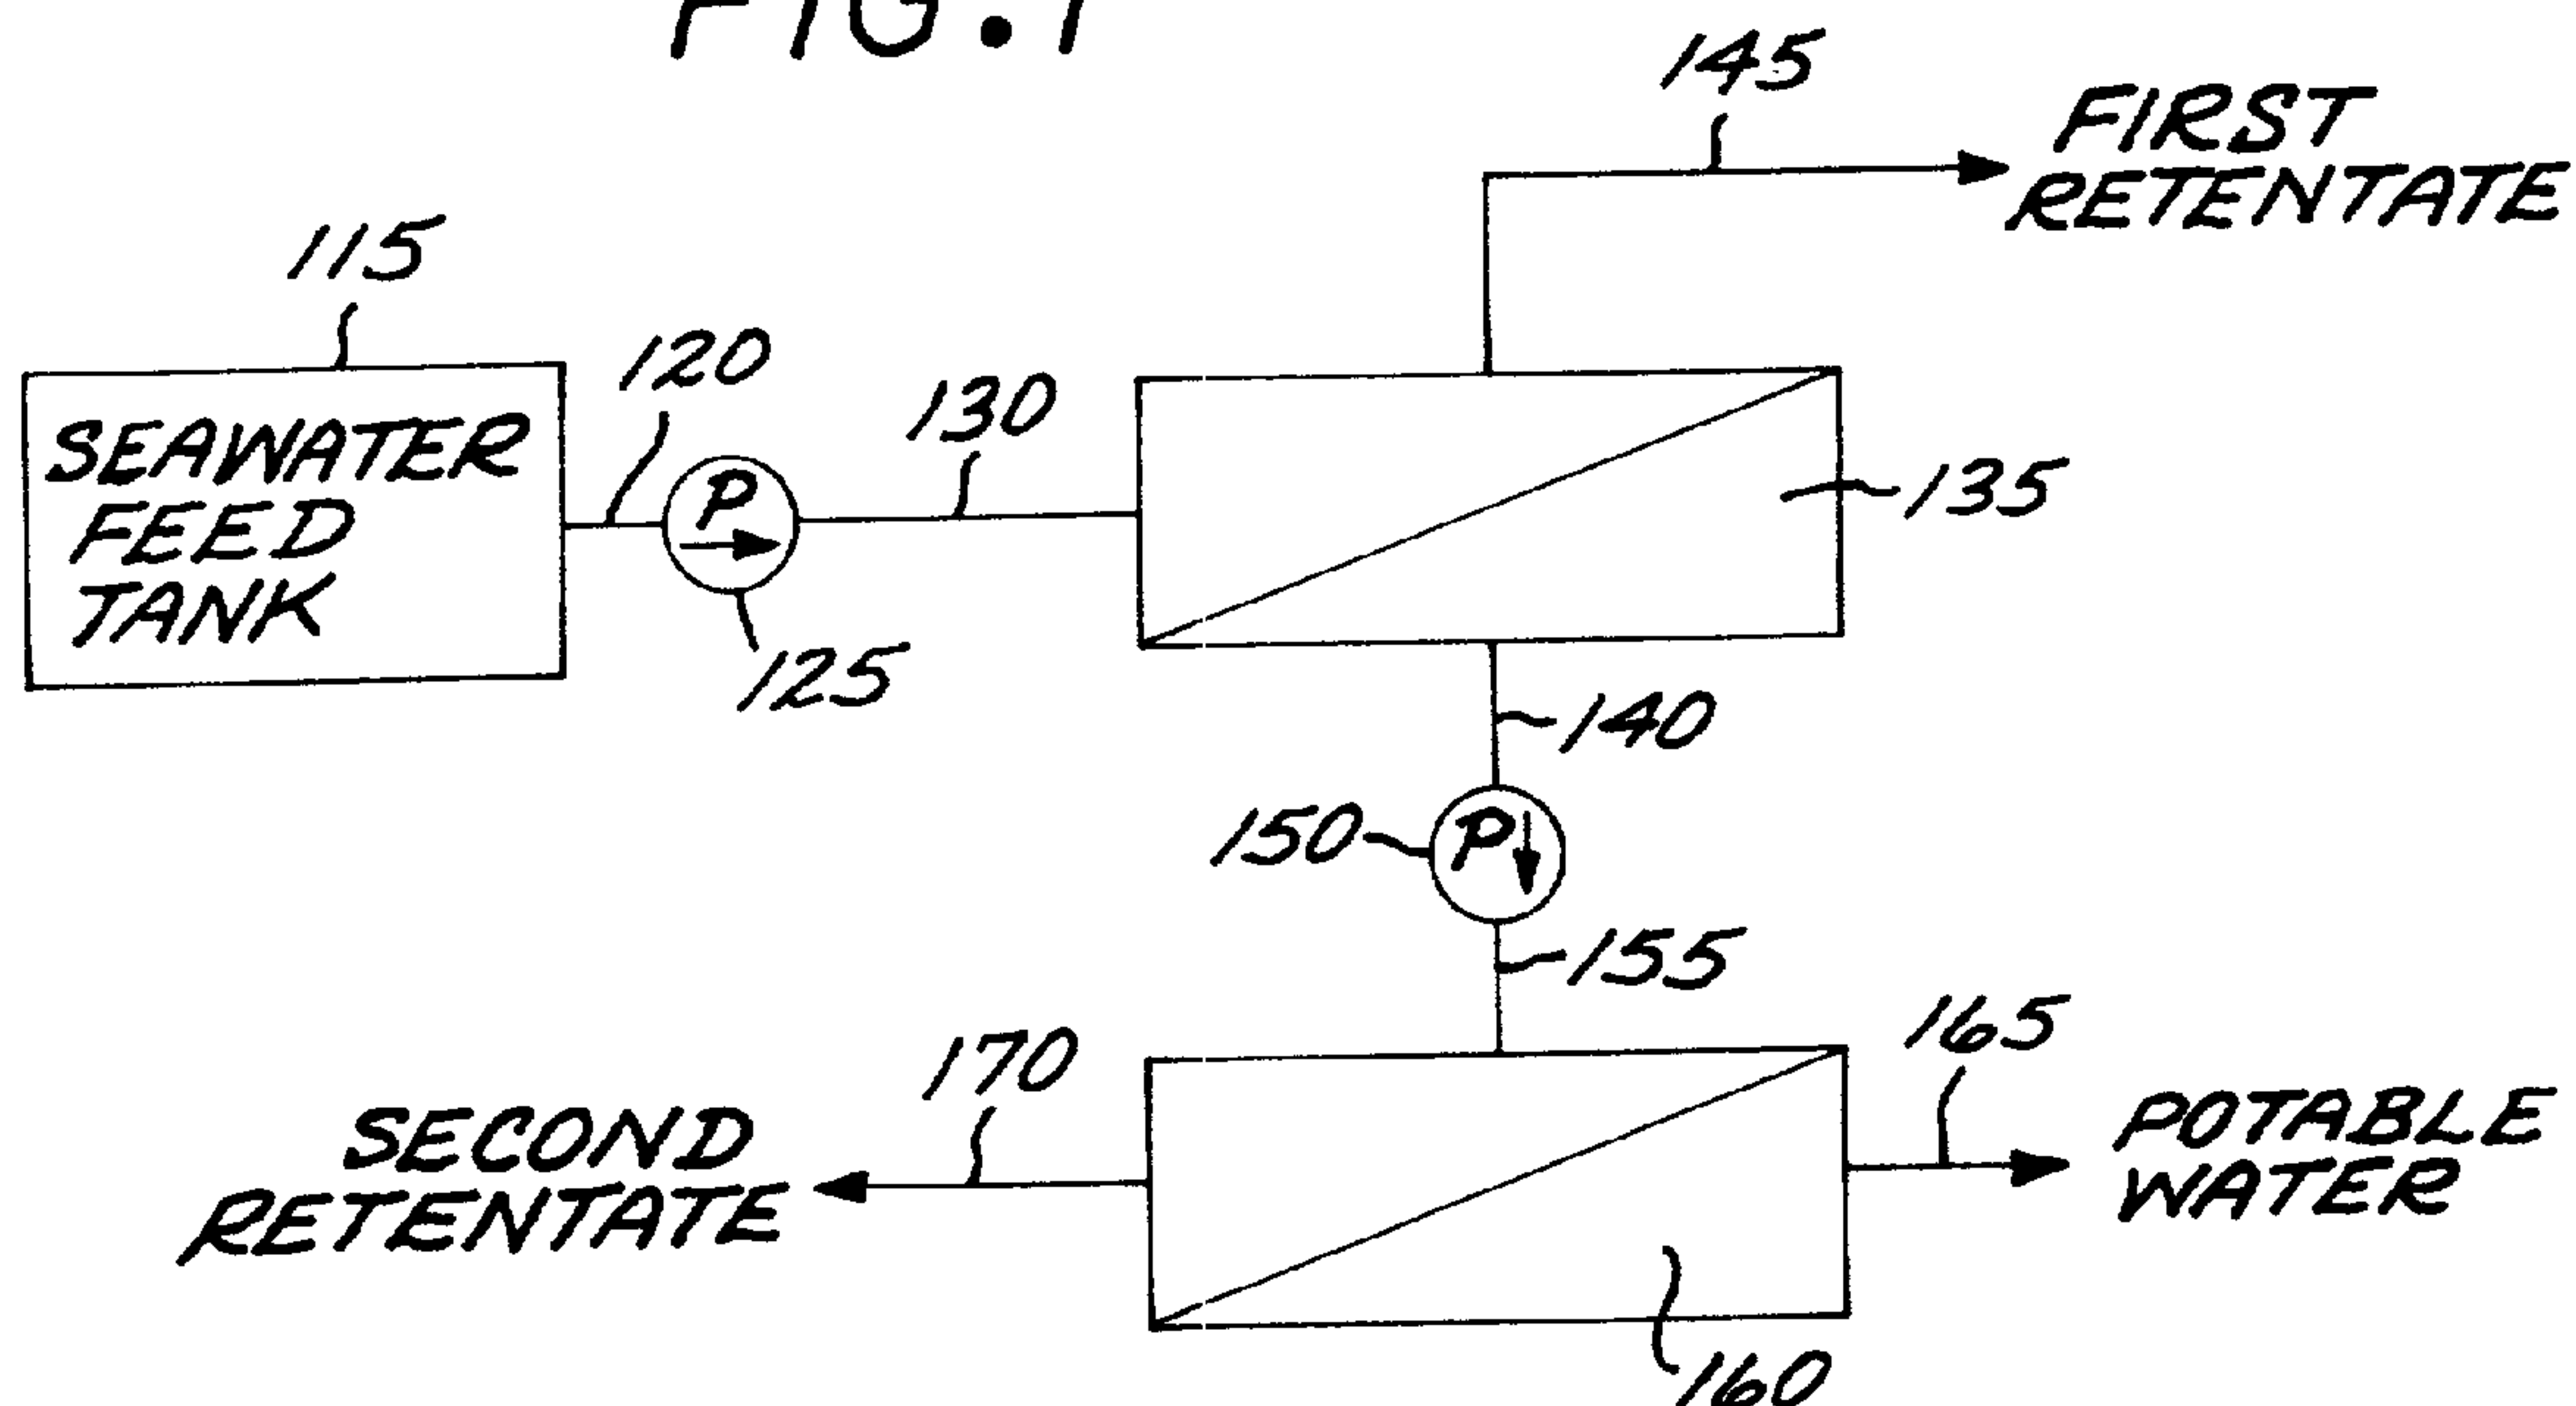 FIG. 1
145
FIRST
RETENTATE
115
120
130
SEAWATER
FEED
TANK
P
135
125
140
150
P
155
165
170
SECOND
RETENTATE
POTABLE
WATER
160